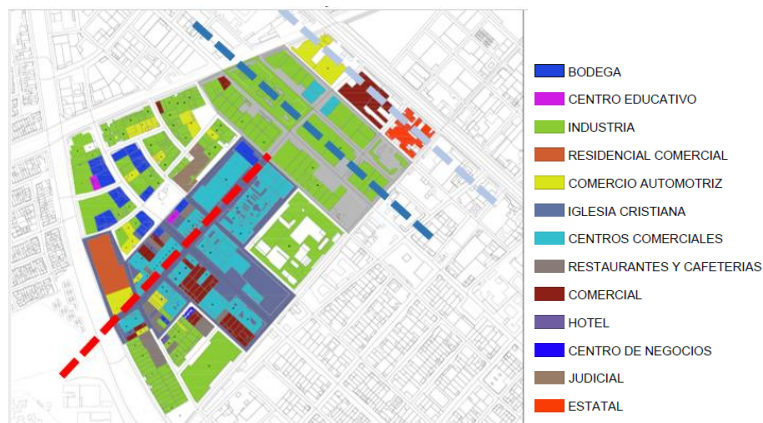 BODEGA
CENTRO EDUCATIVO
INDUSTRIA
RESIDENCIAL COMERCIAL
COMERCIO AUTOMOTRIZ
IGLESIA CRISTIANA
CENTROS COMERCIALES
RESTAURANTES Y CAFETERIAS
COMERCIAL
HOTEL
CENTRO DE NEGOCIOS
JUDICIAL
ESTATAL